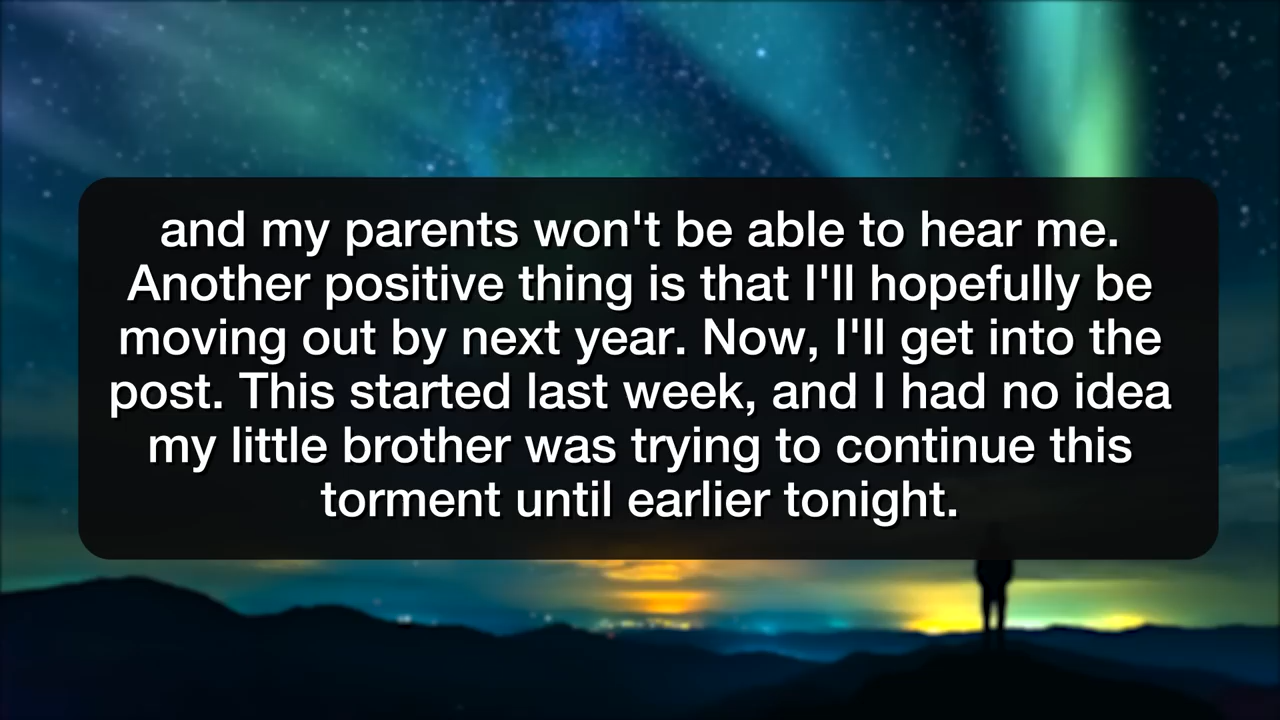 and my parents won't be able to hear me.
Another positive thing is that I'll hopefully be
moving out by next year. Now, I'll get into the
post. This started last week, and I had no idea
my little brother was trying to continue this
torment until earlier tonight.